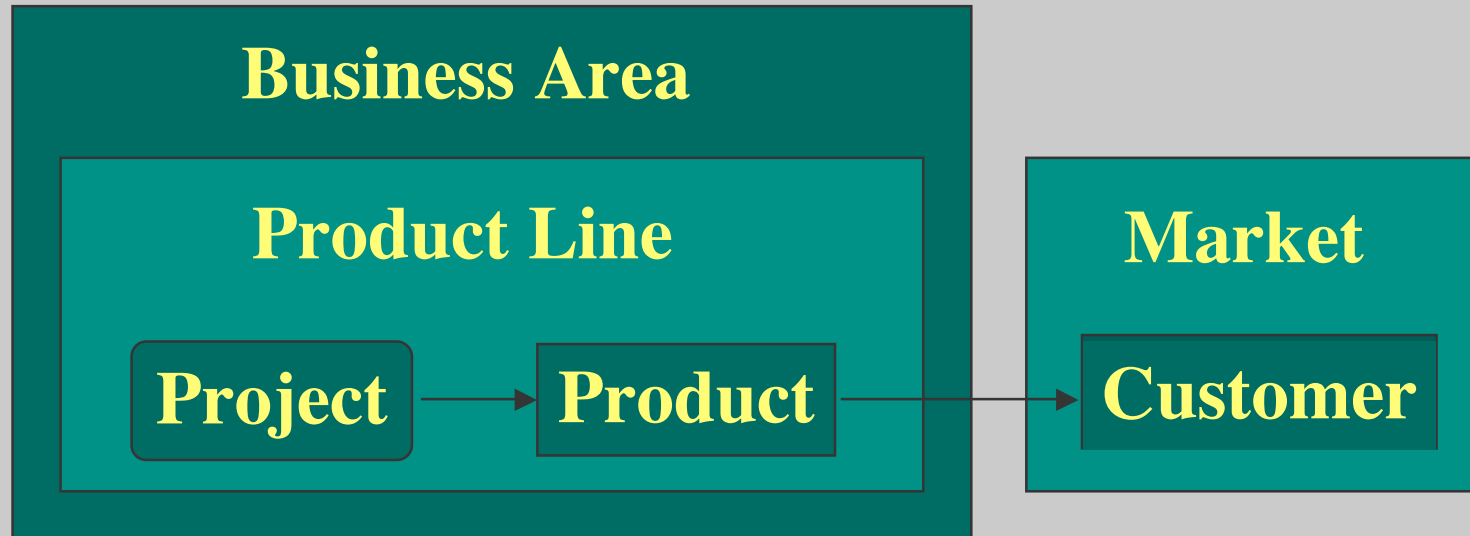 Business Area
Product Line
Market
Project
Product
Customer